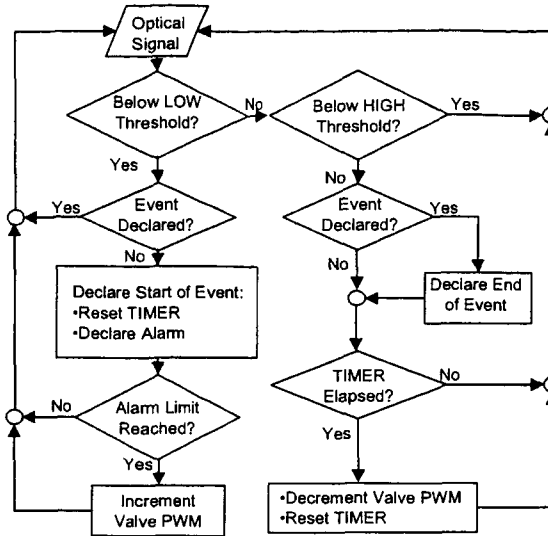 Optical
Signal
Below LOW
Threshold?
No
Below HIGH
Threshold?
Yes
Yes
No
Event
Declared?
Yes
No
Event
Declared?
Yes
No
Declare Start of Event:
•Reset TIMER
•Declare Alarm
Declare End
of Event
Alarm Limit
Reached?
No
Yes
TIMER
Elapsed?
No
Yes
Increment
Valve PWM
•Decrement Valve PWM
•Reset TIMER